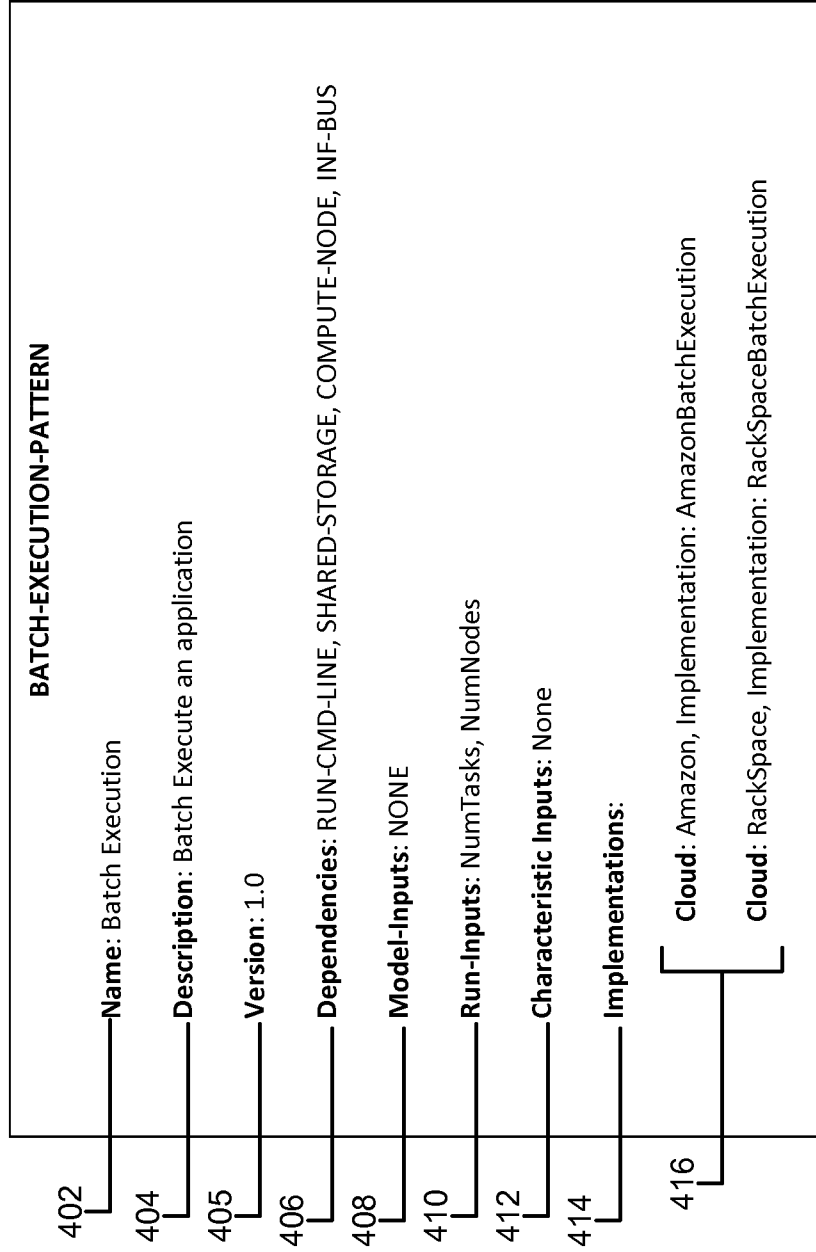 BATCH-EXECUTION-PATTERN
402 Name: Batch Execution
404 Description: Batch Execute an application
405 Version: 1.0
406 Dependencies: RUN-CMD-LINE, SHARED-STORAGE, COMPUTE-NODE, INF-BUS
408 Model-Inputs: NONE
410 Run-Inputs: NumTasks, NumNodes
412 Characteristic Inputs: None
414 Implementations:
416
Cloud: Amazon, Implementation: AmazonBatchExecution
Cloud: RackSpace, Implementation: RackSpaceBatchExecution